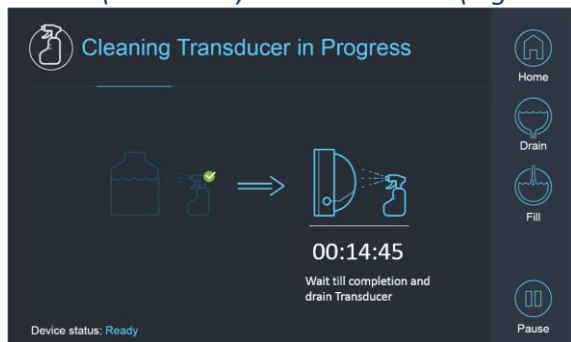 Cleaning Transducer in Progress
Home
Drain
Fill
00:14:45
Wait till completion and
drain Transducer
Device status: Ready
Pause